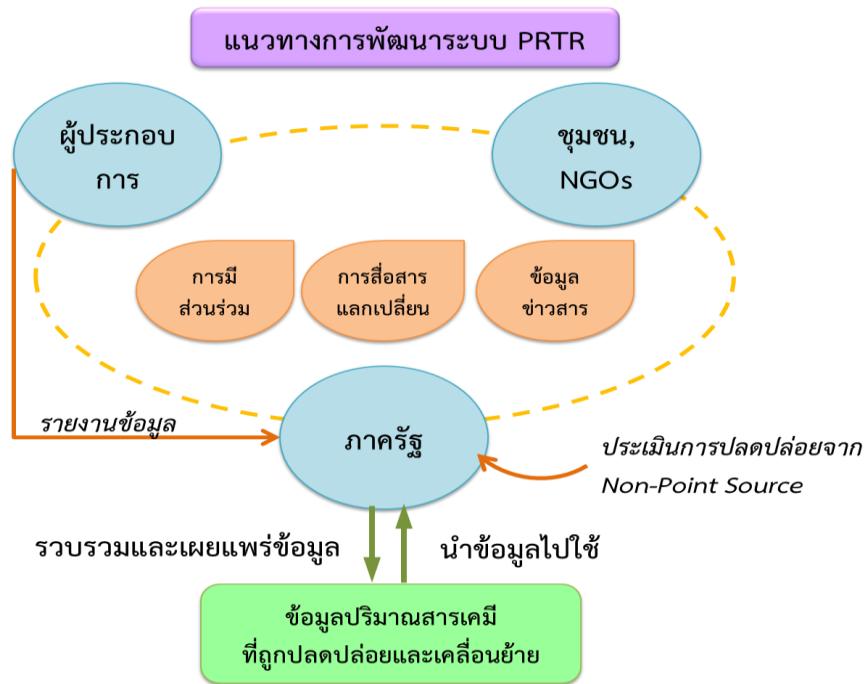 แนวทางการพัฒนาระบบ PRTR
ผู้ประกอบ
การ
ชุมชน,
NGOs
การมี
ส่วนร่วม
การสื่อสาร
แลกเปลี่ยน
ข้อมูล
ข่าวสาร
รายงานข้อมูล
ภาครัฐ
ประเมินการปลดปล่อยจาก
Non-Point Source
รวบรวมและเผยแพร่ข้อมูล
นำข้อมูลไปใช้
ข้อมูลปริมาณสารเคมี
ที่ถูกปลดปล่อยและเคลื่อนย้าย